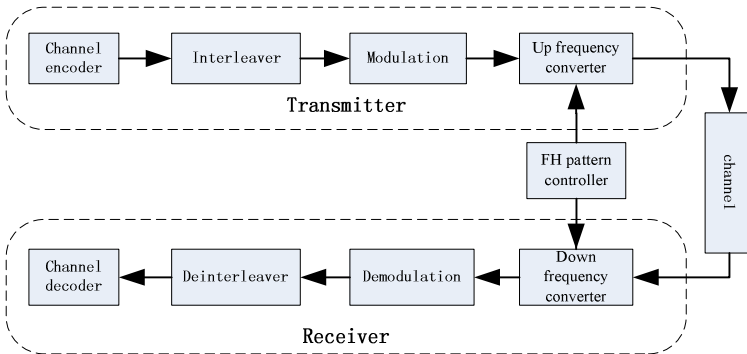 Channel
encoder
Interleaver
Modulation
Up frequency
converter
Transmitter
FH pattern
controller
channel
Channel
decoder
Deinterleaver
Demodulation
Down
frequency
converter
Receiver